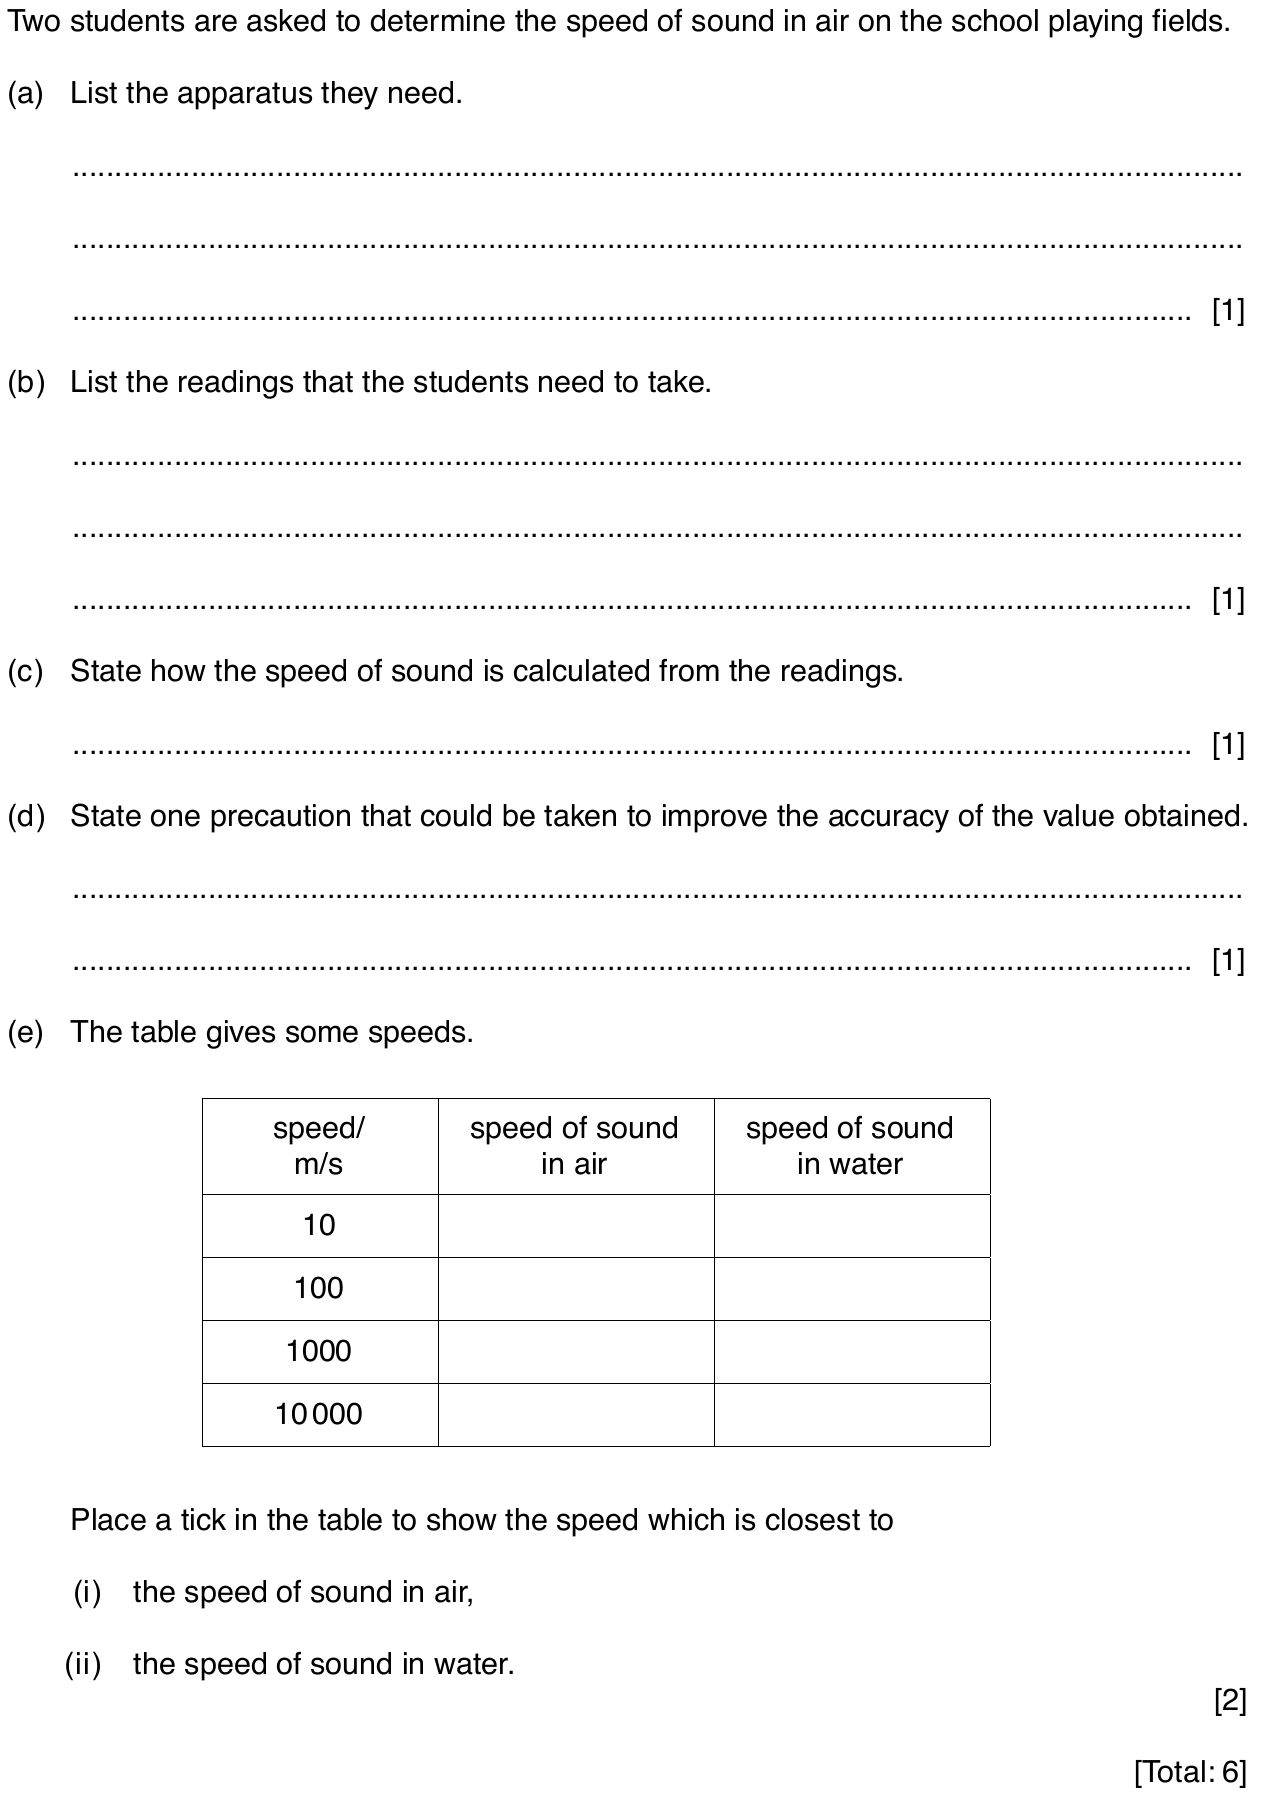 Two students are asked to determine the speed of sound in air on the school playing fields.
(a) List the apparatus they need.
..........................................................................................................................................
..........................................................................................................................................
.................................................................................................................................... [1]
(b) List the readings that the students need to take.
..........................................................................................................................................
..........................................................................................................................................
.................................................................................................................................... [1]
(c) State how the speed of sound is calculated from the readings.
.................................................................................................................................... [1]
(d) State one precaution that could be taken to improve the accuracy of the value obtained.
..........................................................................................................................................
.................................................................................................................................... [1]
(e) The table gives some speeds.
speed/ speed of sound speed of sound
m/s in air in water
10
100
1000
10 000
Place a tick in the table to show the speed which is closest to
(i) the speed of sound in air,
(ii) the speed of sound in water.
[2]
[Total: 6]